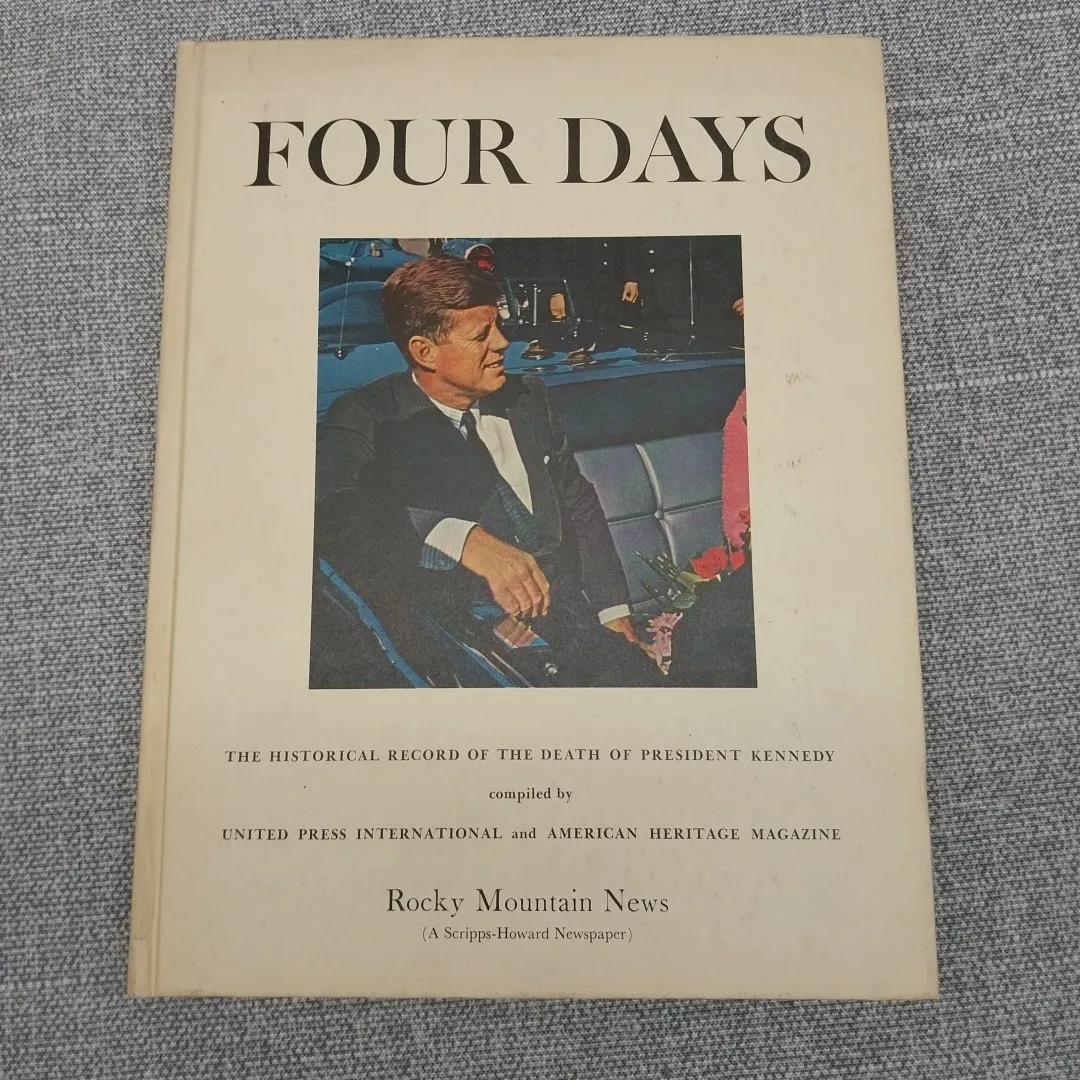 FOUR DAYS
THE HISTORICAL RECORD OF THE DEATH OF PRESIDENT KENNEDY
compiled by
UNITED PRESS INTERNATIONAL and AMERICAN HERITAGE MAGAZINE
Rocky Mountain News
(A Scripps-Howard Newspaper)